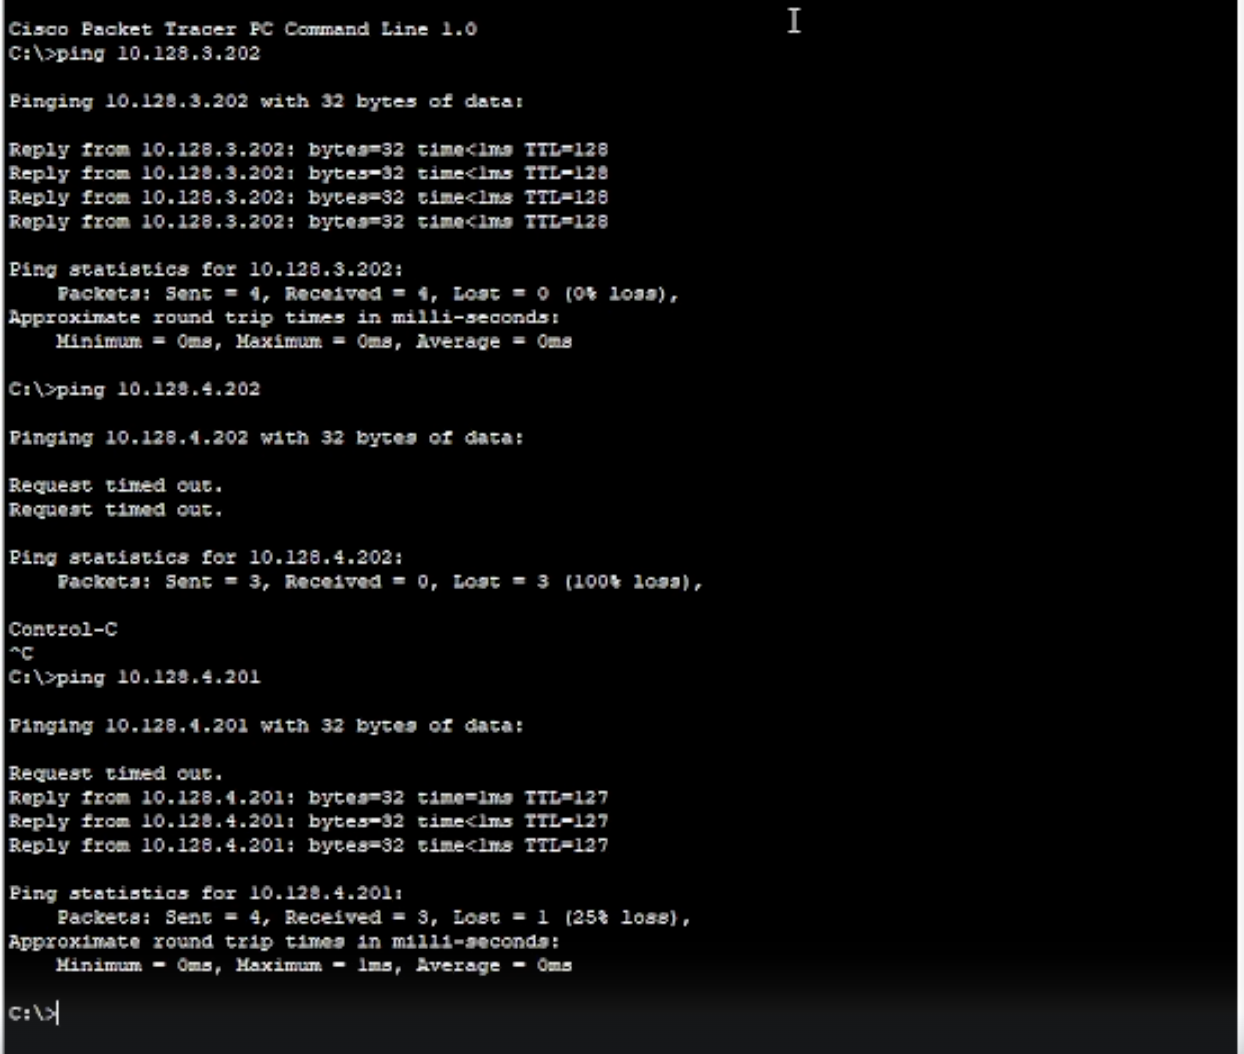 Cisco Packet Tracer PC Command Line 1.0
C:\>ping 10.128.3.202
Pinging 10.128.3.202 with 32 bytes of data:
Reply from 10.128.3.202: bytes=32 time<1ms TTL=128
Reply from 10.128.3.202: bytes=32 time<1ms TTL=128
Reply from 10.128.3.202: bytes=32 time<1ms TTL=128
Reply from 10.128.3.202: bytes=32 time<1ms TTL=128
Ping statistics for 10.128.3.202:
Packets: Sent = 4, Received = 4, Lost = 0 (0% loss),
Approximate round trip times in milli-seconds:
Minimum = 0ms, Maximum = 0ms, Average = 0ms
C:\>ping 10.128.4.202
Pinging 10.128.4.202 with 32 bytes of data:
Request timed out.
Request timed out.
Ping statistics for 10.128.4.202:
Packets: Sent = 3, Received = 0, Lost = 3 (100% loss),
Control-C
^C
C:\>ping 10.128.4.201
Pinging 10.128.4.201 with 32 bytes of data:
Request timed out.
Reply from 10.128.4.201: bytes=32 time=1ms TTL=127
Reply from 10.128.4.201: bytes=32 time<1ms TTL=127
Reply from 10.128.4.201: bytes=32 time<1ms TTL=127
Ping statistics for 10.128.4.201:
Packets: Sent = 4, Received = 3, Lost = 1 (25% loss),
Approximate round trip times in milli-seconds:
Minimum = 0ms, Maximum = 1ms, Average = 0ms
C:\>